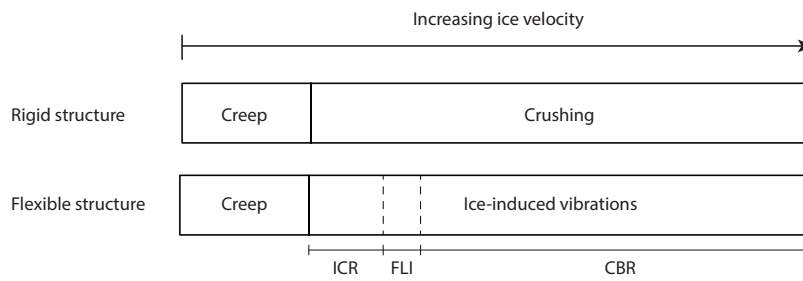 Increasing ice velocity
Rigid structure Creep Crushing
Flexible structure Creep Ice-induced vibrations
ICR FLI CBR